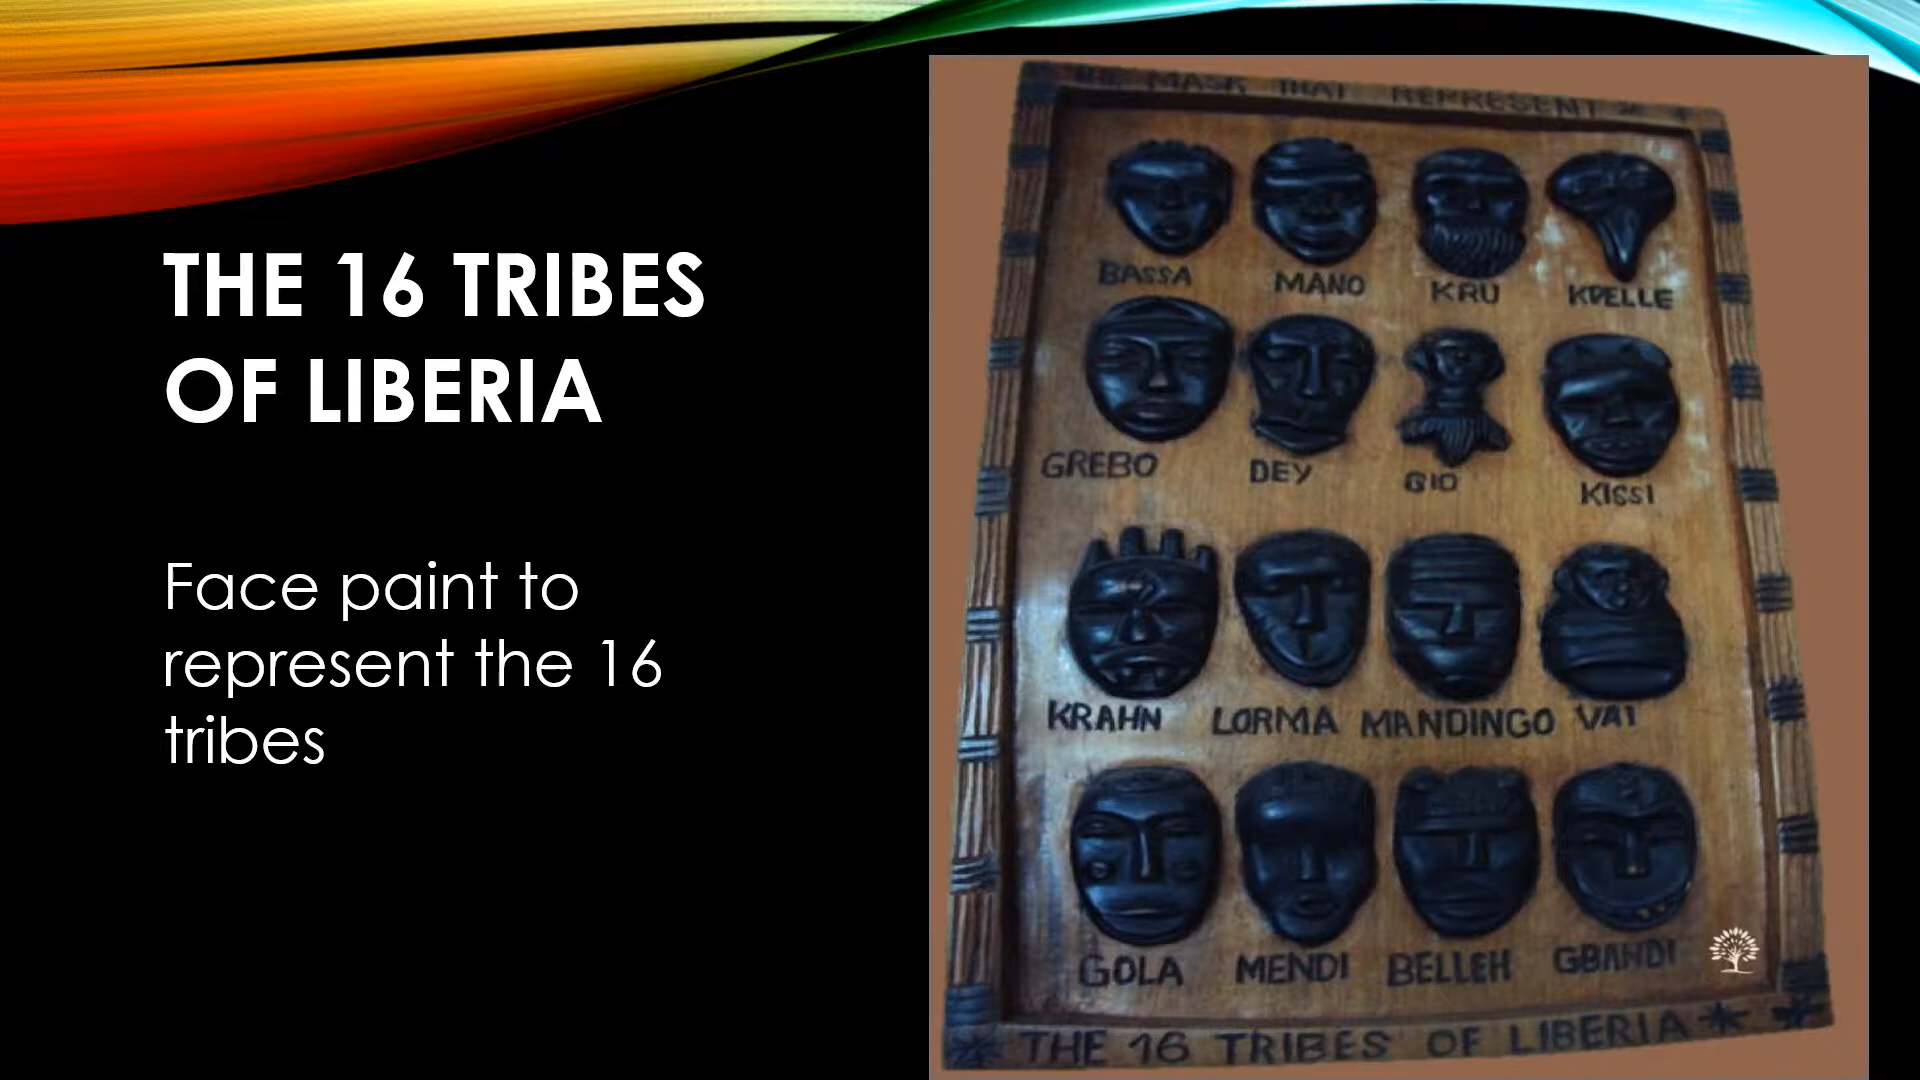 THE 16 TRIBES
OF LIBERIA
Face paint to
represent the 16
tribes
THE MASK THAT REPRESENT
BASSA MANO KRU KPELLE
GREBO DEY GIO KISSI
KRAHN LORMA MANDINGO VAI
GOLA MENDI BELLEH GBANDI
THE 16 TRIBES OF LIBERIA